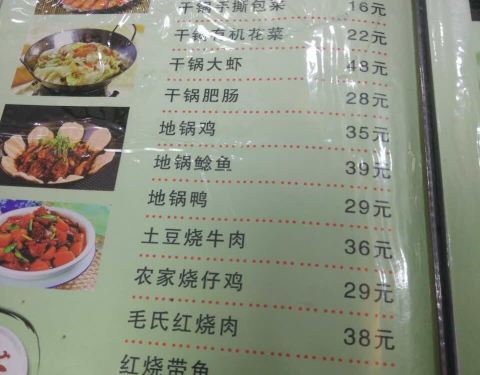 干锅手撕包菜 16元
干锅有机花菜 22元
干锅大虾 48元
干锅肥肠 28元
地锅鸡 35元
地锅鲶鱼 39元
地锅鸭 29元
土豆烧牛肉 36元
农家烧仔鸡 29元
毛氏红烧肉 38元
红烧带鱼